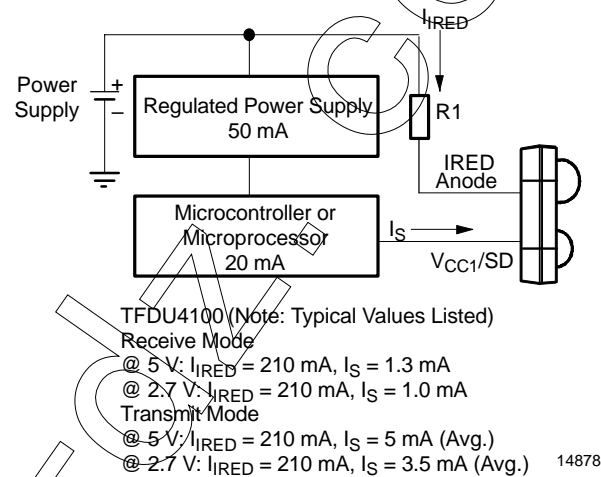 I_IRED
Power
Supply
+
–
Regulated Power Supply
50 mA
R1
IRED
Anode
Microcontroller or
Microprocessor
20 mA
I_S
V_CC1/SD
TFDU4100 (Note: Typical Values Listed)
Receive Mode
@ 5 V: I_IRED = 210 mA, I_S = 1.3 mA
@ 2.7 V: I_IRED = 210 mA, I_S = 1.0 mA
Transmit Mode
@ 5 V: I_IRED = 210 mA, I_S = 5 mA (Avg.)
@ 2.7 V: I_IRED = 210 mA, I_S = 3.5 mA (Avg.)
14878